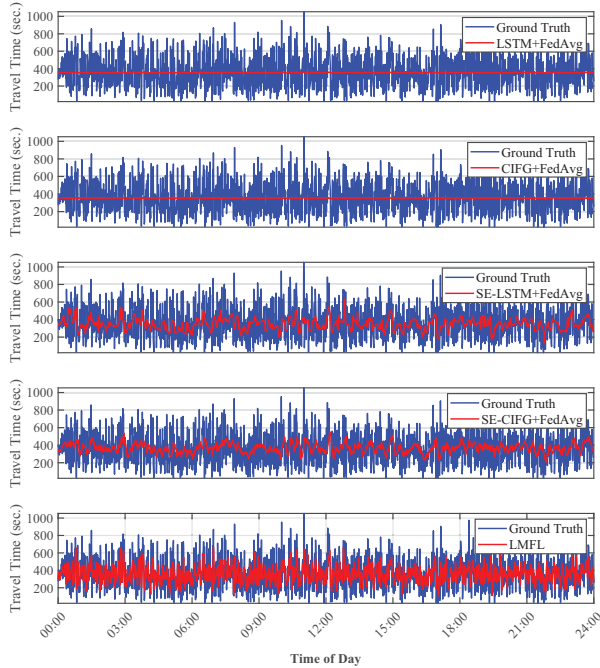 Travel Time (sec.)
1000
800
600
400
200
Ground Truth
LSTM+FedAvg
Travel Time (sec.)
1000
800
600
400
200
Ground Truth
CIFG+FedAvg
Travel Time (sec.)
1000
800
600
400
200
Ground Truth
SE-LSTM+FedAvg
Travel Time (sec.)
1000
800
600
400
200
Ground Truth
SE-CIFG+FedAvg
Travel Time (sec.)
1000
800
600
400
200
Ground Truth
LMFL
00:00 03:00 06:00 09:00 12:00 15:00 18:00 21:00 24:00
Time of Day